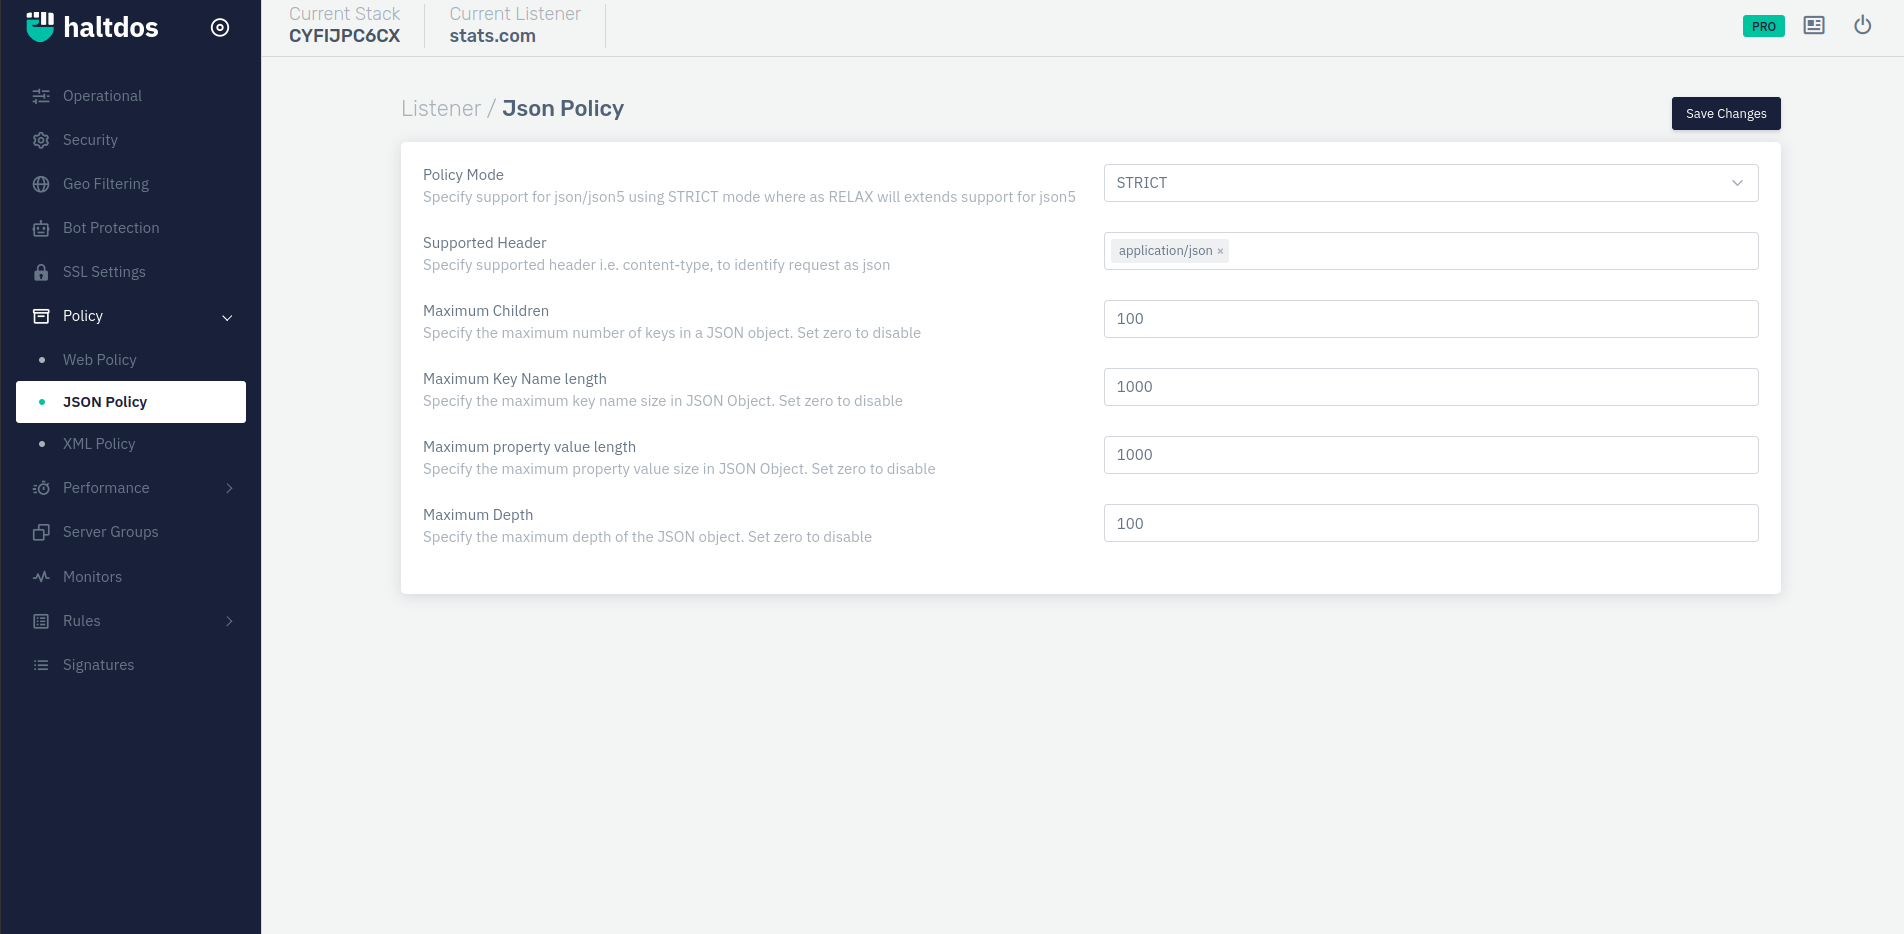 haltdos
Current Stack
CYFIJPC6CX
Current Listener
stats.com
PRO
Operational
Security
Geo Filtering
Bot Protection
SSL Settings
Policy
Web Policy
JSON Policy
XML Policy
Performance
Server Groups
Monitors
Rules
Signatures
Listener / Json Policy
Save Changes
Policy Mode
Specify support for json/json5 using STRICT mode where as RELAX will extends support for json5
STRICT
Supported Header
Specify supported header i.e. content-type, to identify request as json
application/json ×
Maximum Children
Specify the maximum number of keys in a JSON object. Set zero to disable
100
Maximum Key Name length
Specify the maximum key name size in JSON Object. Set zero to disable
1000
Maximum property value length
Specify the maximum property value size in JSON Object. Set zero to disable
1000
Maximum Depth
Specify the maximum depth of the JSON object. Set zero to disable
100